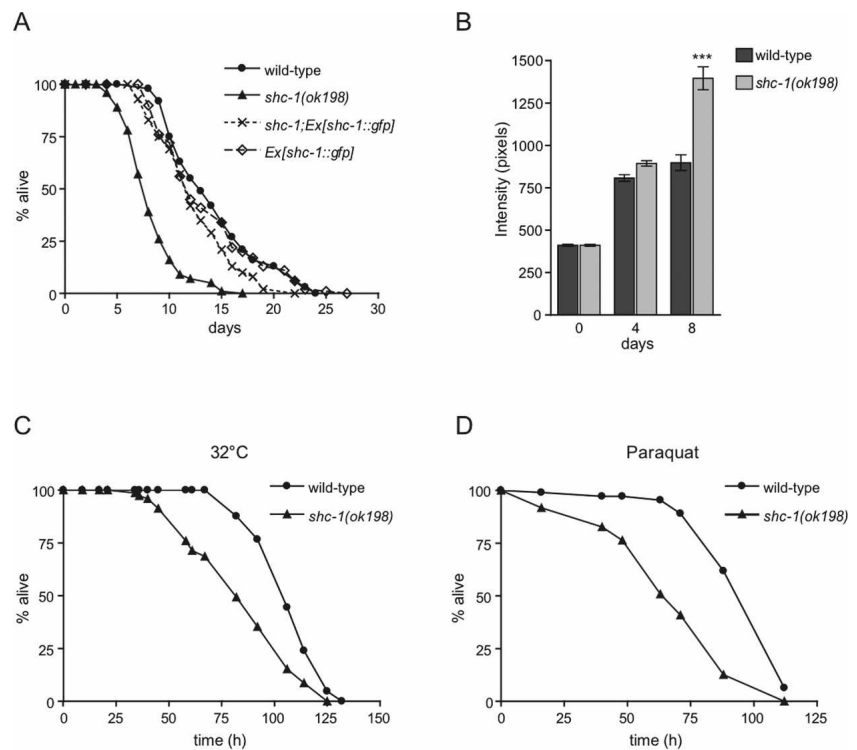 A
wild-type
shc-1(ok198)
shc-1;Ex[shc-1::gfp]
Ex[shc-1::gfp]
% alive
100
75
50
25
0
0 5 10 15 20 25 30
days
B
wild-type
shc-1(ok198)
***
Intensity (pixels)
1500
1250
900
650
400
250
0
0 4 8
days
C
32°C
wild-type
shc-1(ok198)
% alive
100
75
50
25
0
0 25 50 75 100 125 150
time (h)
D
Paraquat
wild-type
shc-1(ok198)
% alive
100
75
50
25
0
0 25 50 75 100 125
time (h)